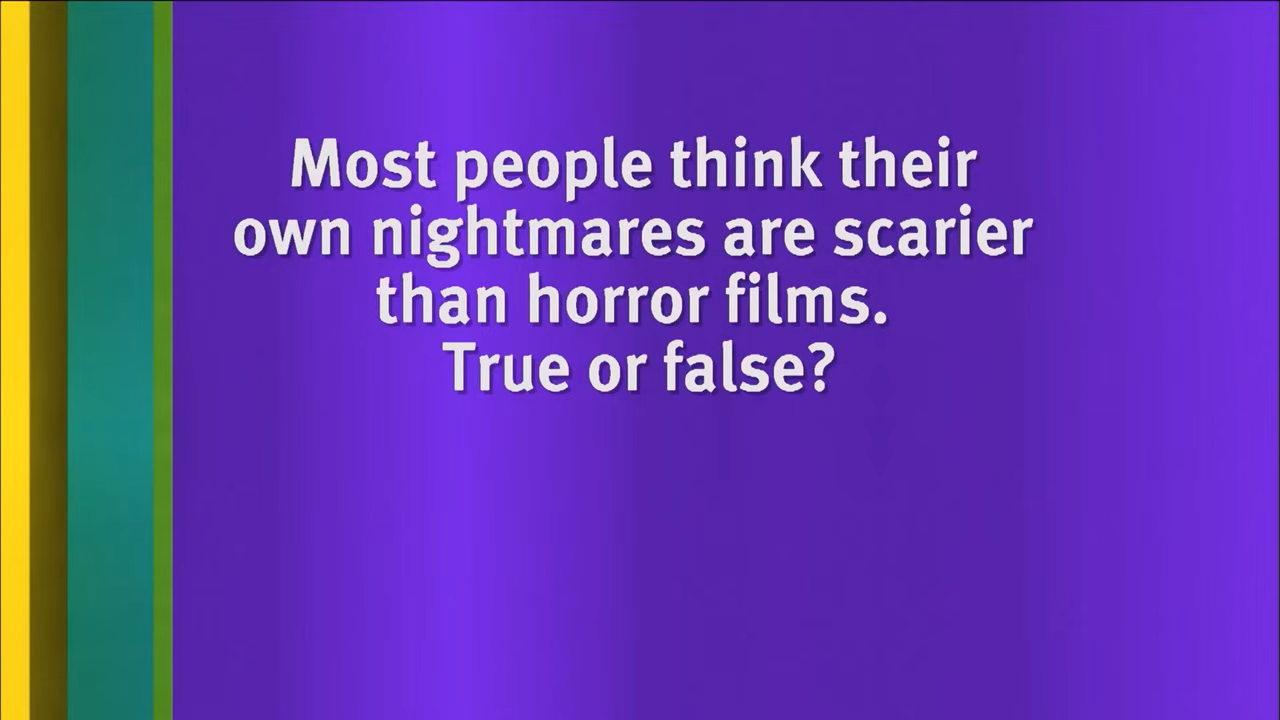 Most people think their
own nightmares are scarier
than horror films.
True or false?